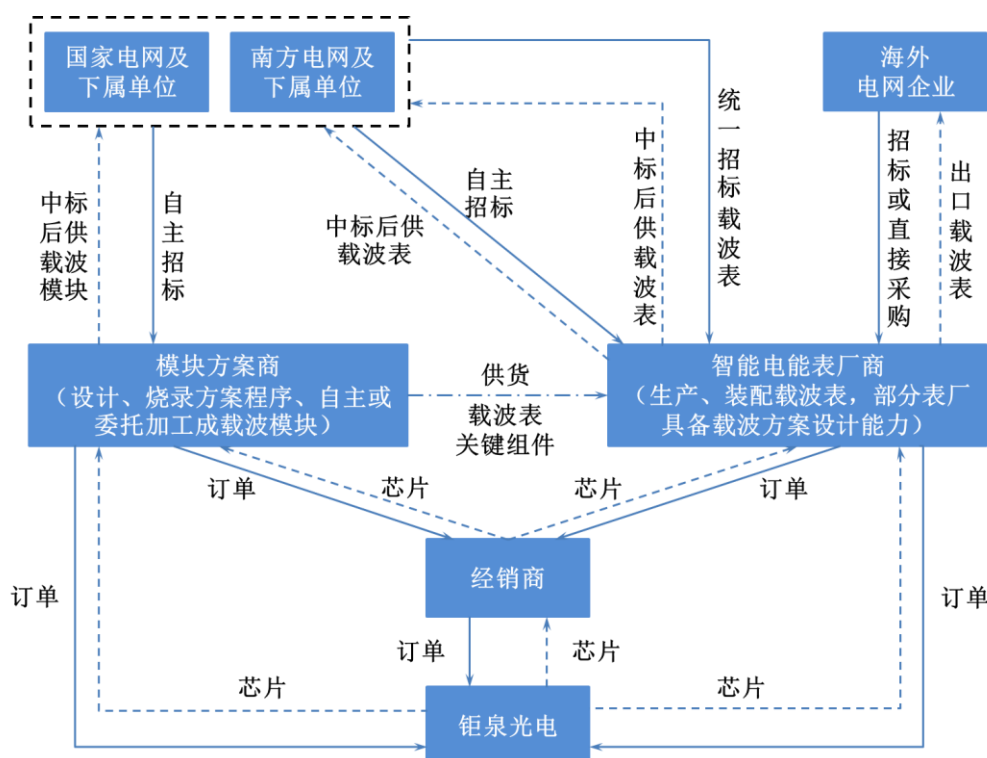 国家电网及
下属单位
南方电网及
下属单位
海外
电网企业
中标
后供
载波
模块
自主招标
中标后供
载波表
自主
招标
中标后供载波表
统一招标载波表
招标或直接采购
出口载波表
模块方案商
（设计、烧录方案程序、自主或
委托加工成载波模块）
供货
载波表
关键组件
智能电能表厂商
（生产、装配载波表，部分表厂
具备载波方案设计能力）
订单
芯片
芯片
订单
经销商
订单
订单
订单
芯片
芯片
芯片
钜泉光电